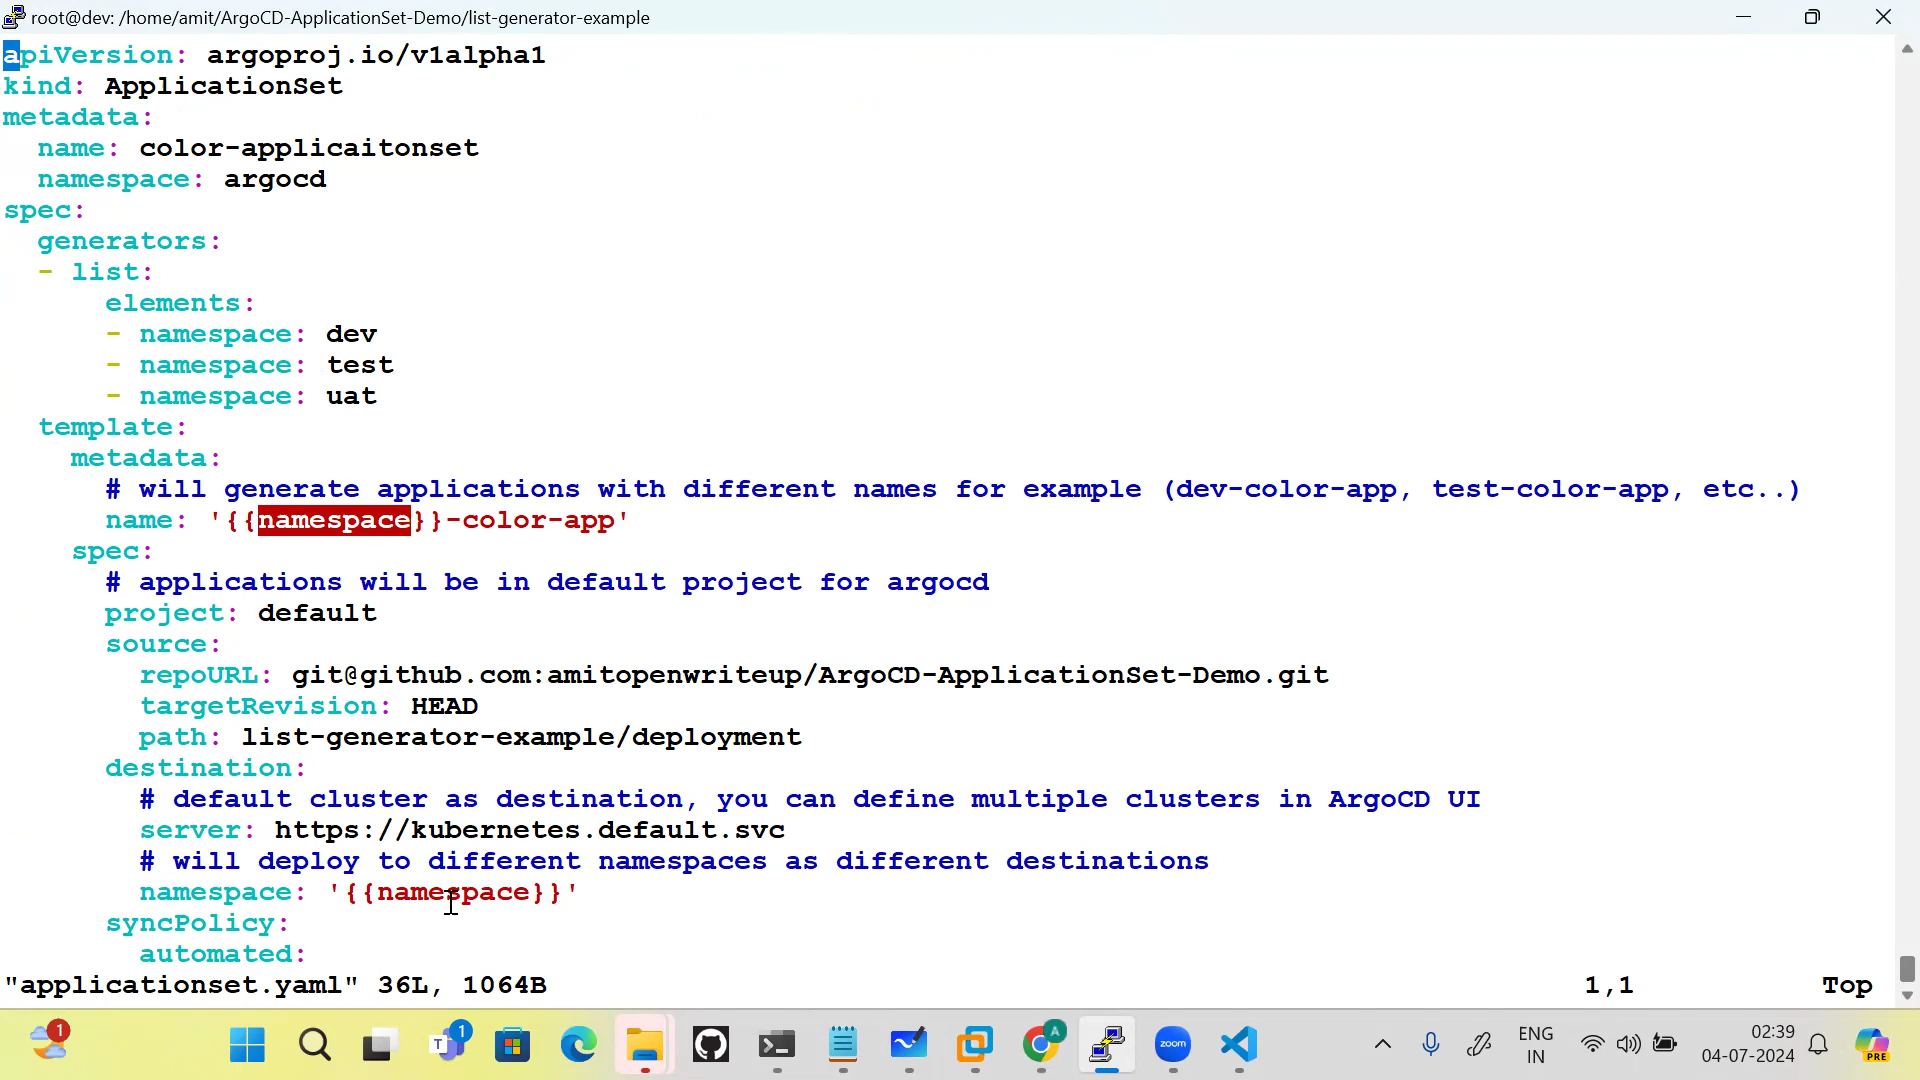 root@dev: /home/amit/ArgoCD-ApplicationSet-Demo/list-generator-example
apiVersion: argoproj.io/v1alpha1
kind: ApplicationSet
metadata:
  name: color-applicaitonset
  namespace: argocd
spec:
  generators:
  - list:
      elements:
      - namespace: dev
      - namespace: test
      - namespace: uat
  template:
    metadata:
      # will generate applications with different names for example (dev-color-app, test-color-app, etc..)
      name: '{{namespace}}-color-app'
    spec:
      # applications will be in default project for argocd
      project: default
      source:
        repoURL: git@github.com:amitopenwriteup/ArgoCD-ApplicationSet-Demo.git
        targetRevision: HEAD
        path: list-generator-example/deployment
      destination:
        # default cluster as destination, you can define multiple clusters in ArgoCD UI
        server: https://kubernetes.default.svc
        # will deploy to different namespaces as different destinations
        namespace: '{{namespace}}'
      syncPolicy:
        automated:
"applicationset.yaml" 36L, 1064B 1,1 Top
1
1
T
A
zoom
ENG
IN
02:39
04-07-2024
PRE